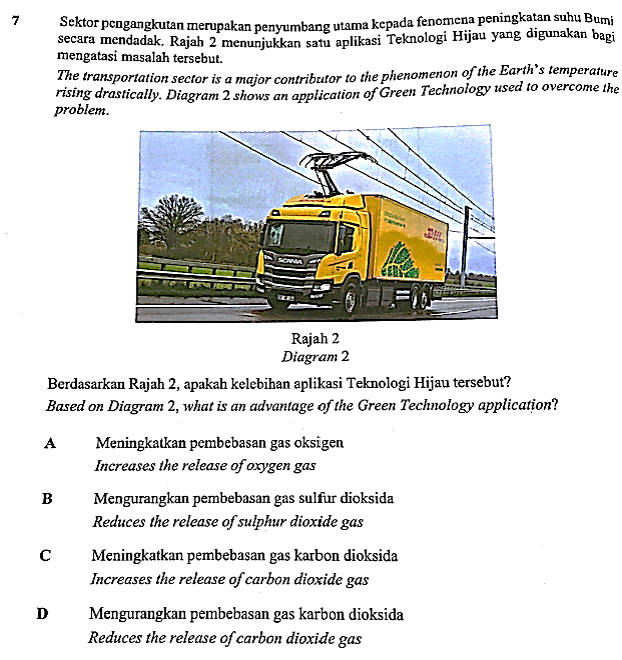 7 Sektor pengangkutan merupakan penyumbang utama kepada fenomena peningkatan suhu Bumi
secara mendadak. Rajah 2 menunjukkan satu aplikasi Teknologi Hijau yang digunakan bagi
mengatasi masalah tersebut.
The transportation sector is a major contributor to the phenomenon of the Earth's temperature
rising drastically. Diagram 2 shows an application of Green Technology used to overcome the
problem.
SCANIA
Rajah 2
Diagram 2
Berdasarkan Rajah 2, apakah kelebihan aplikasi Teknologi Hijau tersebut?
Based on Diagram 2, what is an advantage of the Green Technology application?
A Meningkatkan pembebasan gas oksigen
Increases the release of oxygen gas
B Mengurangkan pembebasan gas sulfur dioksida
Reduces the release of sulphur dioxide gas
C Meningkatkan pembebasan gas karbon dioksida
Increases the release of carbon dioxide gas
D Mengurangkan pembebasan gas karbon dioksida
Reduces the release of carbon dioxide gas